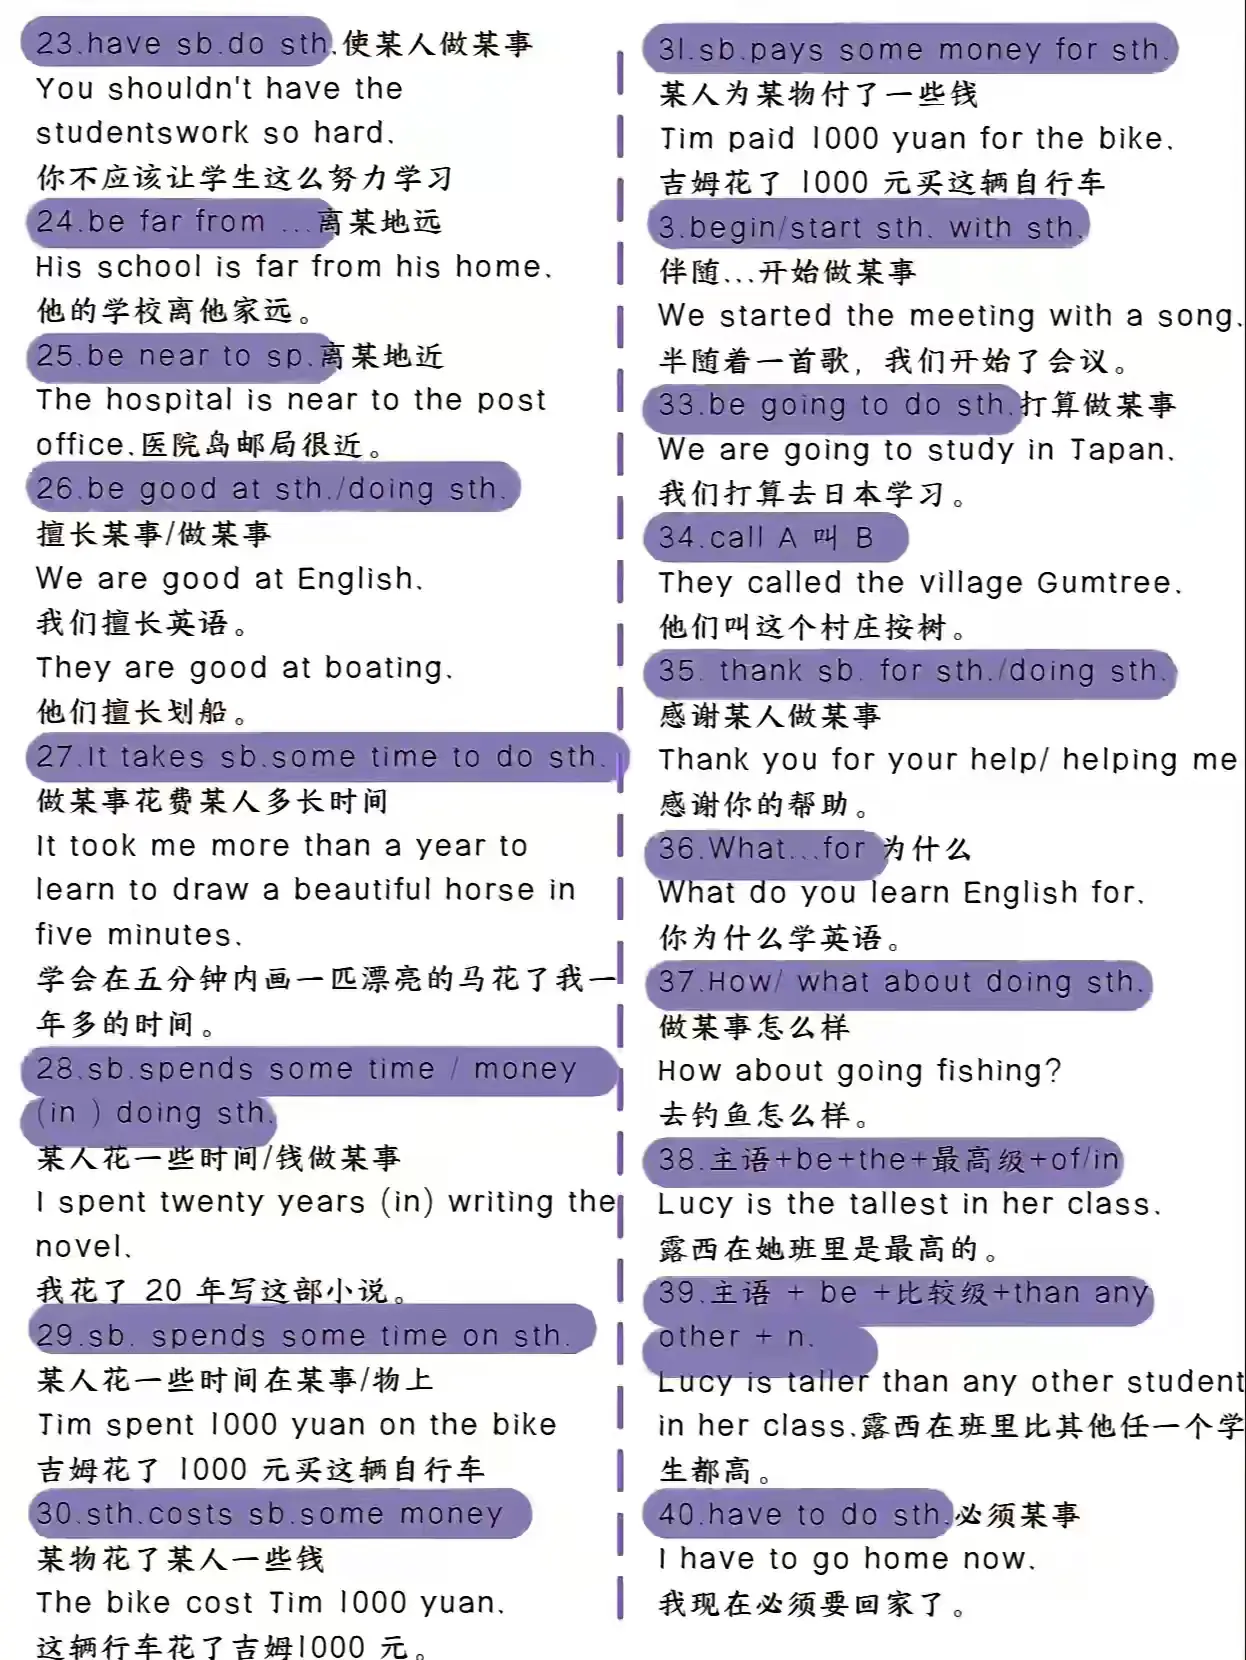 23.have sb.do sth.使某人做某事
You shouldn't have the
studentswork so hard.
你不应该让学生这么努力学习
24.be far from ...离某地远
His school is far from his home.
他的学校离他家远。
25.be near to sp.离某地近
The hospital is near to the post
office.医院岛邮局很近。
26.be good at sth./doing sth.
擅长某事/做某事
We are good at English.
我们擅长英语。
They are good at boating.
他们擅长划船。
27.It takes sb.some time to do sth.
做某事花费某人多长时间
It took me more than a year to
learn to draw a beautiful horse in
five minutes.
学会在五分钟内画一匹漂亮的马花了我一
年多的时间。
28.sb.spends some time / money
(in ) doing sth.
某人花一些时间/钱做某事
I spent twenty years (in) writing the
novel.
我花了 20 年写这部小说。
29.sb. spends some time on sth.
某人花一些时间在某事/物上
Tim spent 1000 yuan on the bike
吉姆花了 1000 元买这辆自行车
30.sth.costs sb.some money
某物花了某人一些钱
The bike cost Tim 1000 yuan.
这辆行车花了吉姆1000 元。
31.sb.pays some money for sth.
某人为某物付了一些钱
Tim paid 1000 yuan for the bike.
吉姆花了 1000 元买这辆自行车
3.begin/start sth. with sth.
伴随...开始做某事
We started the meeting with a song.
半随着一首歌，我们开始了会议。
33.be going to do sth.打算做某事
We are going to study in Tapan.
我们打算去日本学习。
34.call A 叫 B
They called the village Gumtree.
他们叫这个村庄按树。
35. thank sb. for sth./doing sth.
感谢某人做某事
Thank you for your help/ helping me
感谢你的帮助。
36.What...for 为什么
What do you learn English for.
你为什么学英语。
37.How/ what about doing sth.
做某事怎么样
How about going fishing?
去钓鱼怎么样。
38.主语+be+the+最高级+of/in
Lucy is the tallest in her class.
露西在她班里是最高的。
39.主语 + be +比较级+than any
other + n.
Lucy is taller than any other student
in her class.露西在班里比其他任一个学
生都高。
40.have to do sth.必须某事
I have to go home now.
我现在必须要回家了。